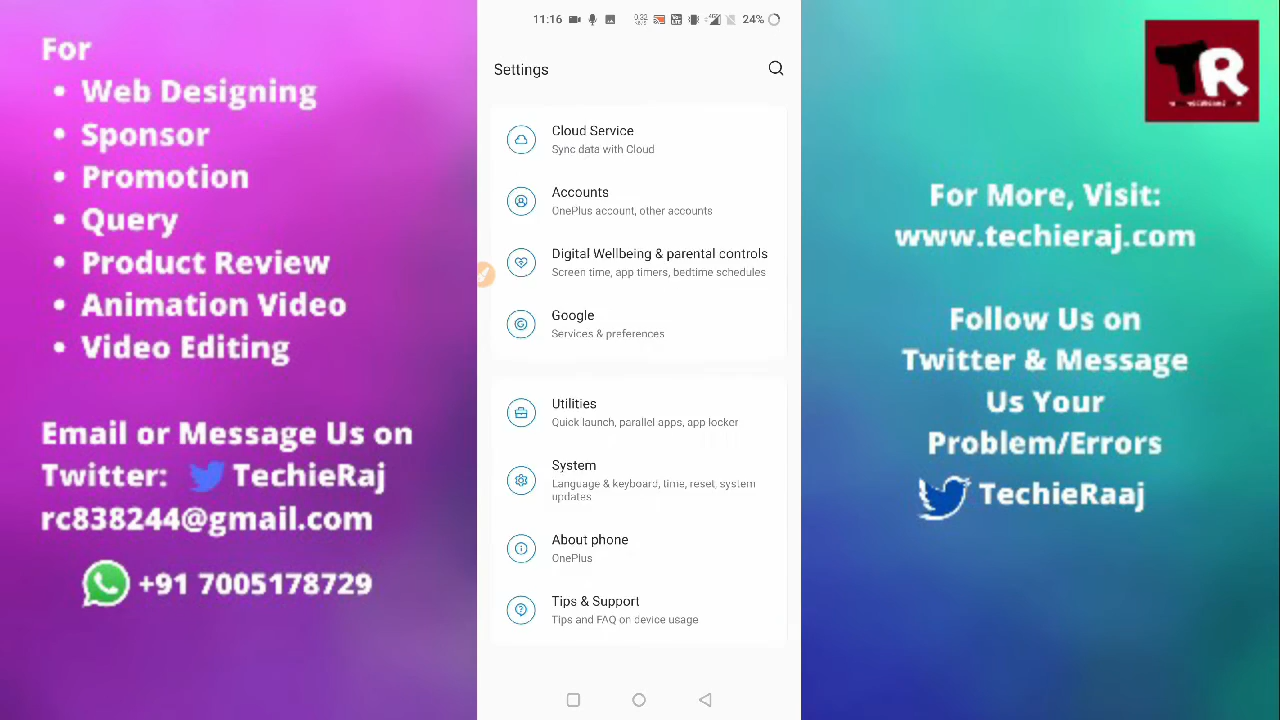 For
• Web Designing
• Sponsor
• Promotion
• Query
• Product Review
• Animation Video
• Video Editing
Email or Message Us on
Twitter: TechieRaj
rc838244@gmail.com
+91 7005178729
11:16
24%
Settings
Cloud Service
Sync data with Cloud
Accounts
OnePlus account, other accounts
Digital Wellbeing & parental controls
Screen time, app timers, bedtime schedules
Google
Services & preferences
Utilities
Quick launch, parallel apps, app locker
System
Language & keyboard, time, reset, system
updates
About phone
OnePlus
Tips & Support
Tips and FAQ on device usage
TR
For More, Visit:
www.techieraj.com
Follow Us on
Twitter & Message
Us Your
Problem/Errors
TechieRaaj